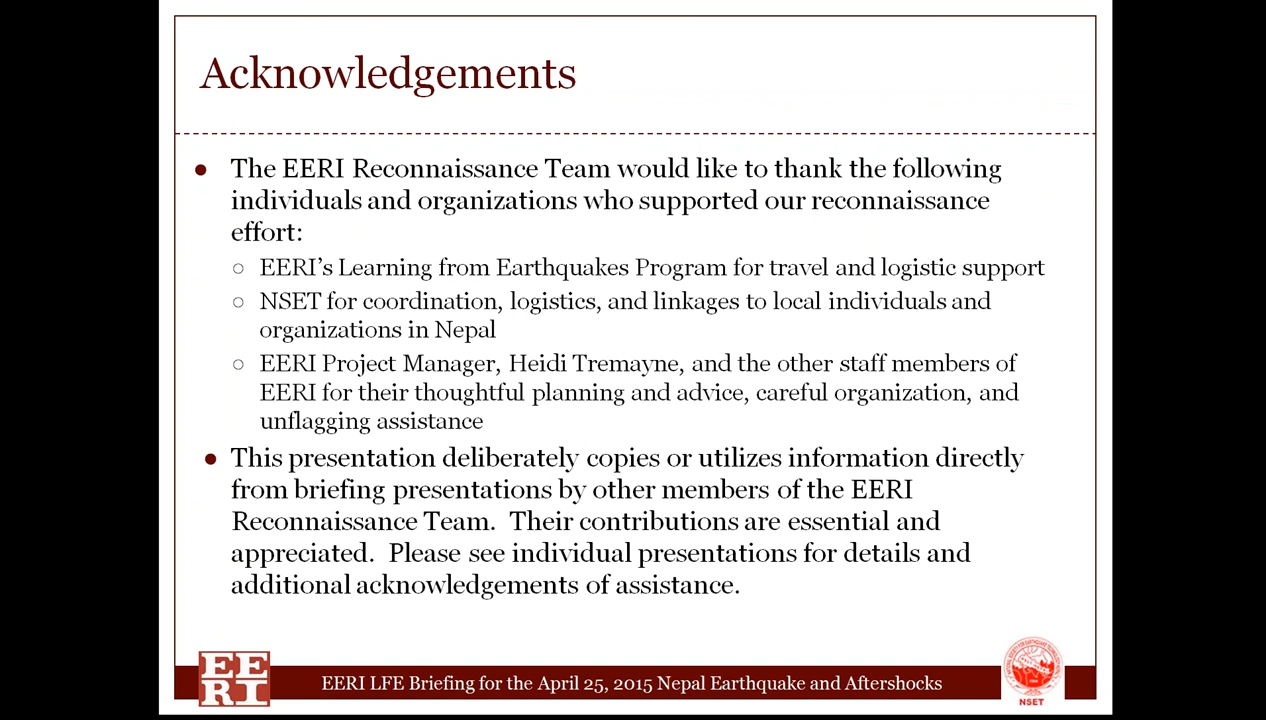 Acknowledgements
● The EERI Reconnaissance Team would like to thank the following
individuals and organizations who supported our reconnaissance
effort:
○ EERI’s Learning from Earthquakes Program for travel and logistic support
○ NSET for coordination, logistics, and linkages to local individuals and
organizations in Nepal
○ EERI Project Manager, Heidi Tremayne, and the other staff members of
EERI for their thoughtful planning and advice, careful organization, and
unflagging assistance
● This presentation deliberately copies or utilizes information directly
from briefing presentations by other members of the EERI
Reconnaissance Team.  Their contributions are essential and
appreciated.  Please see individual presentations for details and
additional acknowledgements of assistance.
EE
RI
EERI LFE Briefing for the April 25, 2015 Nepal Earthquake and Aftershocks
NSET